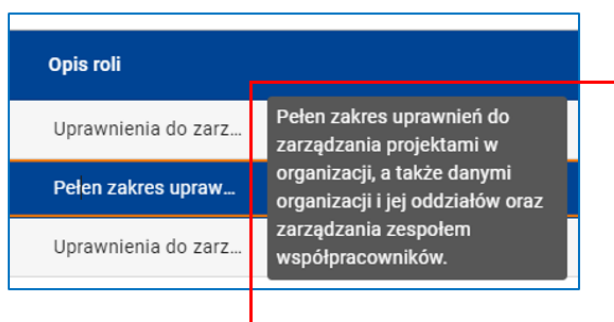 Opis roli
Uprawnienia do zarz...
Pełen zakres upraw...
Uprawnienia do zarz...
Pełen zakres uprawnień do
zarządzania projektami w
organizacji, a także danymi
organizacji i jej oddziałów oraz
zarządzania zespołem
współpracowników.